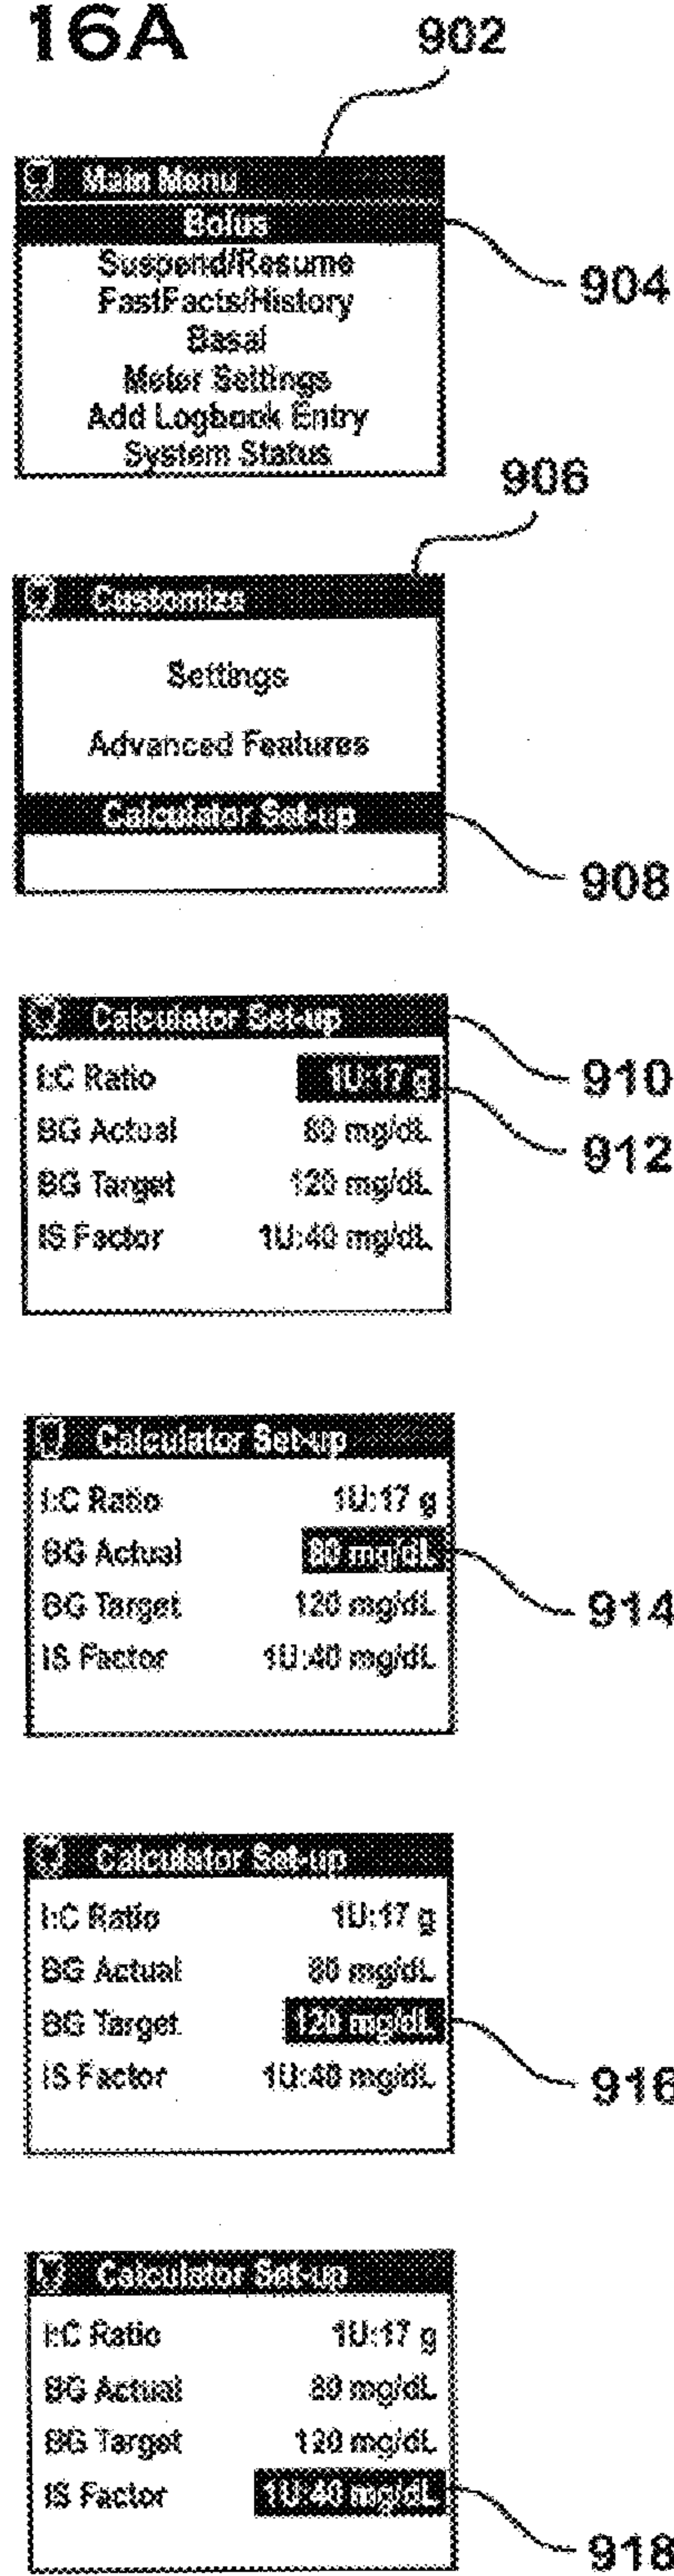 16A
902
Main Menu
Bolus
904
Suspend/Resume
FastFacts/History
Basal
Meter Settings
Add Logbook Entry
System Status
906
Customize
Settings
Advanced Features
Calculator Set-up
908
Calculator Set-up
910
I:C Ratio 1U:17 g
912
BG Actual 80 mg/dL
BG Target 120 mg/dL
IS Factor 1U:40 mg/dL
Calculator Set-up
I:C Ratio 1U:17 g
BG Actual 80 mg/dL
914
BG Target 120 mg/dL
IS Factor 1U:40 mg/dL
Calculator Set-up
I:C Ratio 1U:17 g
BG Actual 80 mg/dL
BG Target 120 mg/dL
916
IS Factor 1U:40 mg/dL
Calculator Set-up
I:C Ratio 1U:17 g
BG Actual 80 mg/dL
BG Target 120 mg/dL
IS Factor 1U:40 mg/dL
918